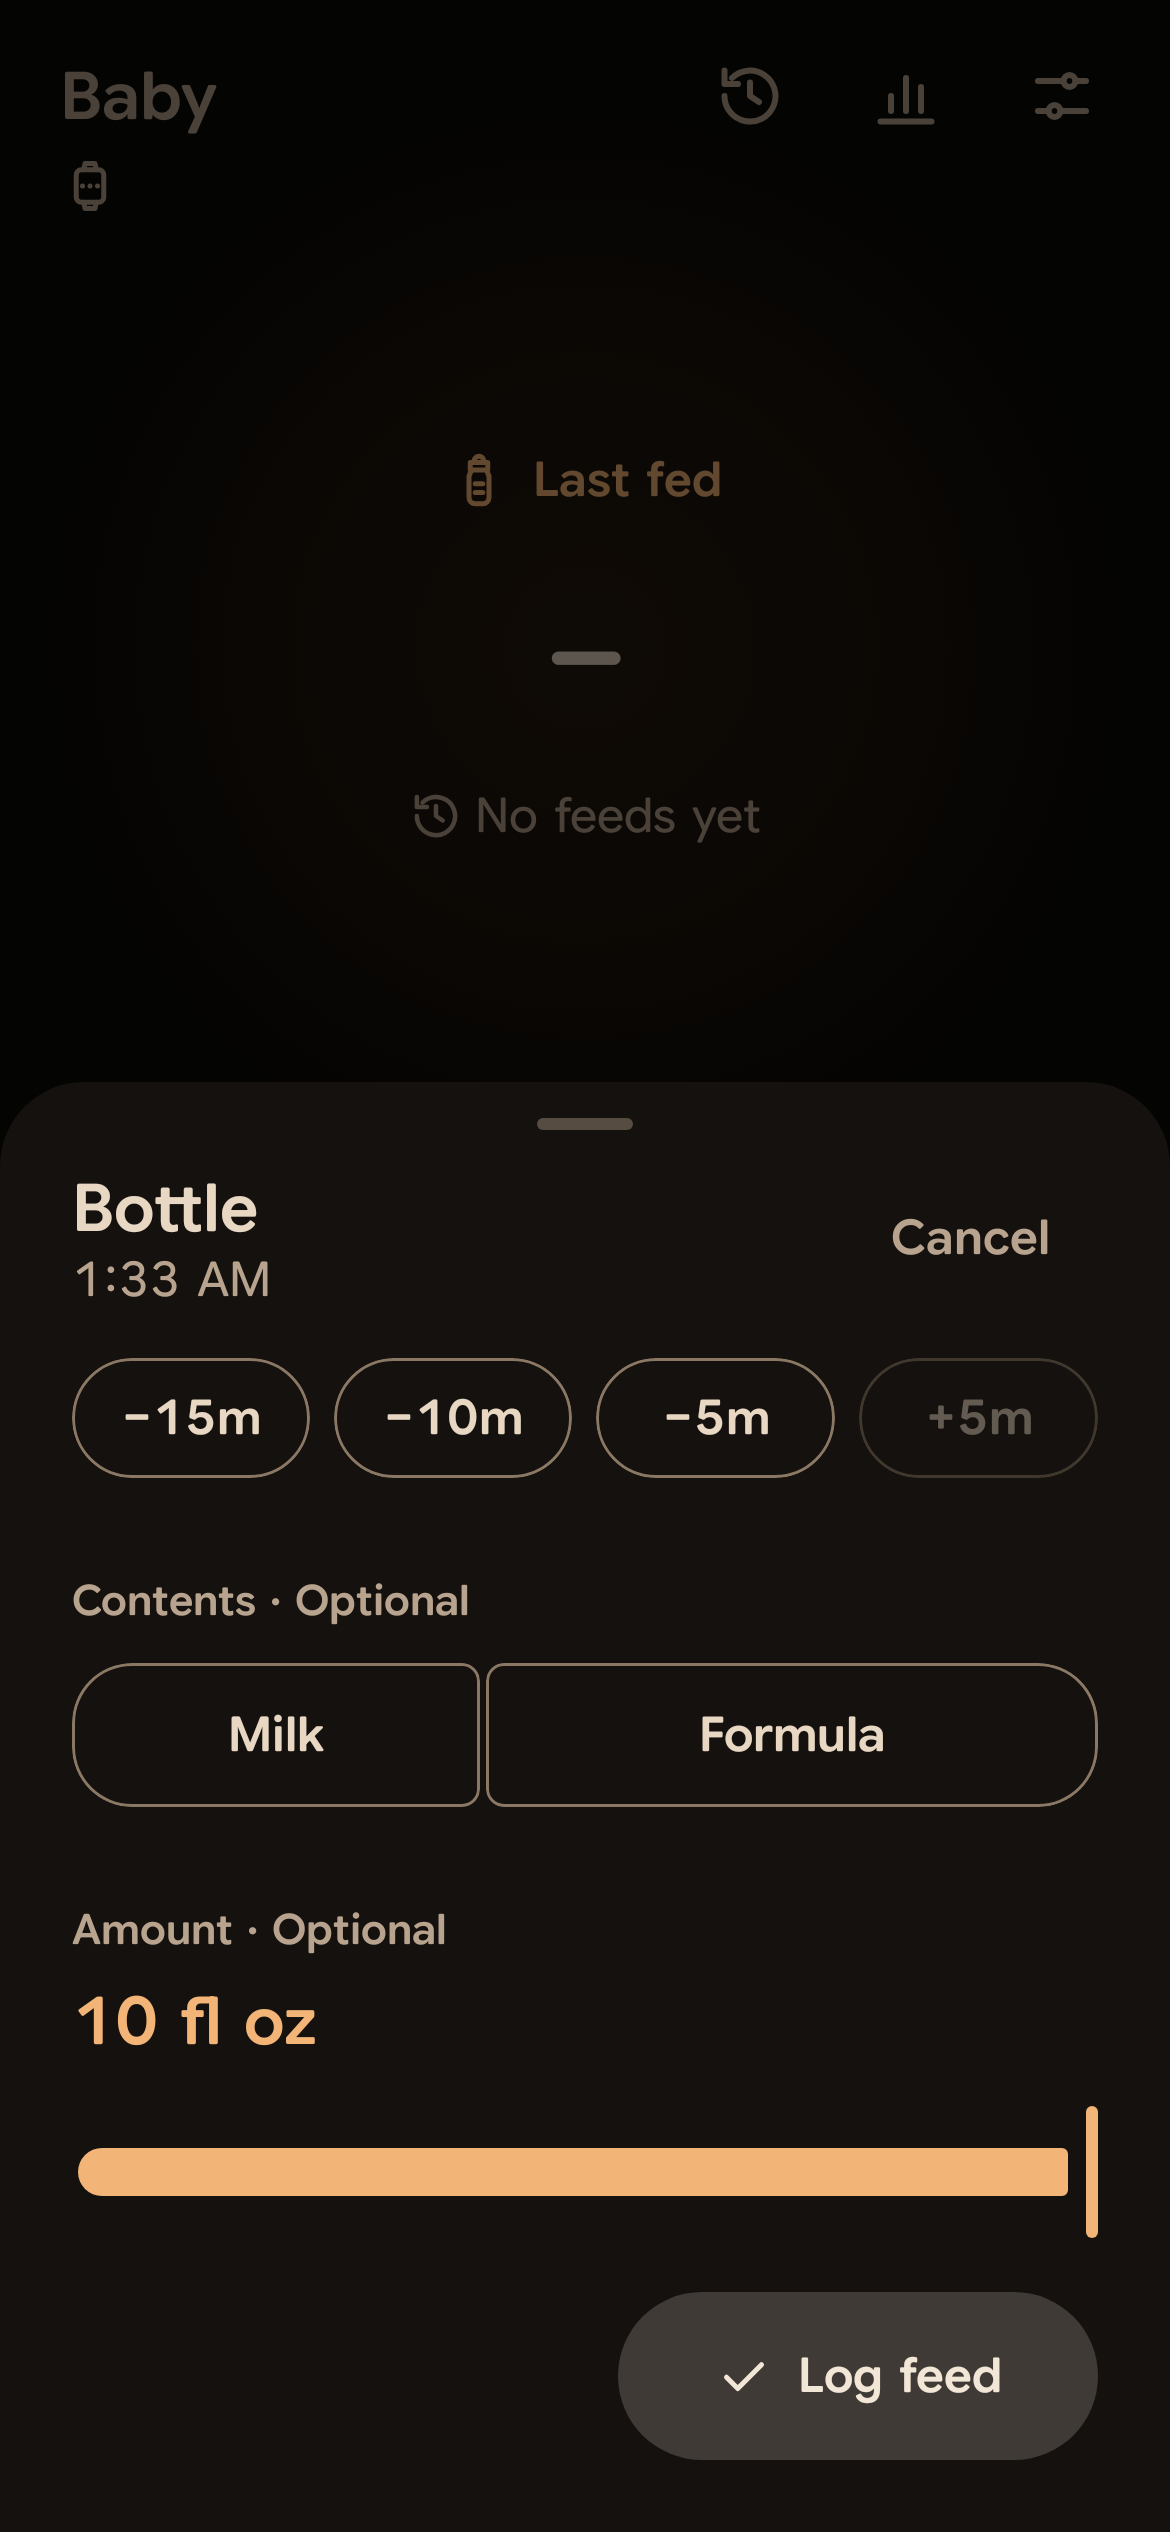 Baby
Last fed
–
No feeds yet
Bottle
Cancel
1:33 AM
−15m
−10m
−5m
+5m
Contents · Optional
Milk
Formula
Amount · Optional
10 fl oz
Log feed